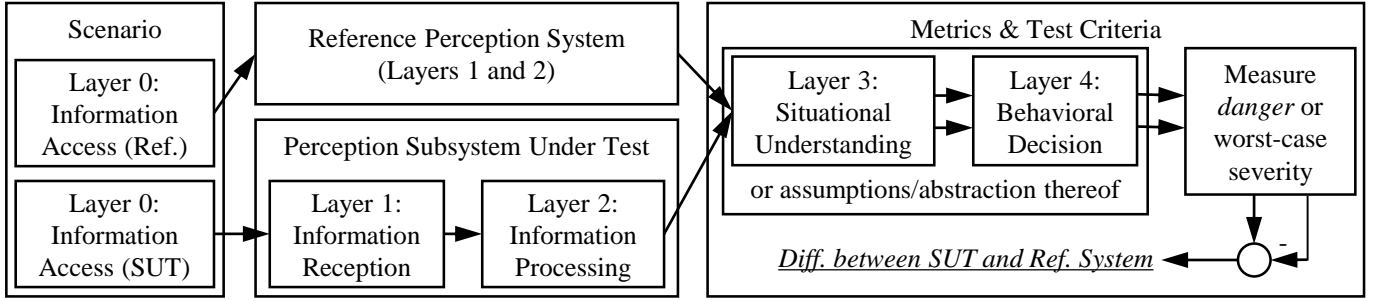 Scenario
Layer 0:
Information
Access (Ref.)
Layer 0:
Information
Access (SUT)
Reference Perception System
(Layers 1 and 2)
Perception Subsystem Under Test
Layer 1:
Information
Reception
Layer 2:
Information
Processing
Metrics & Test Criteria
Layer 3:
Situational
Understanding
Layer 4:
Behavioral
Decision
or assumptions/abstraction thereof
Measure
danger or
worst-case
severity
-
Diff. between SUT and Ref. System